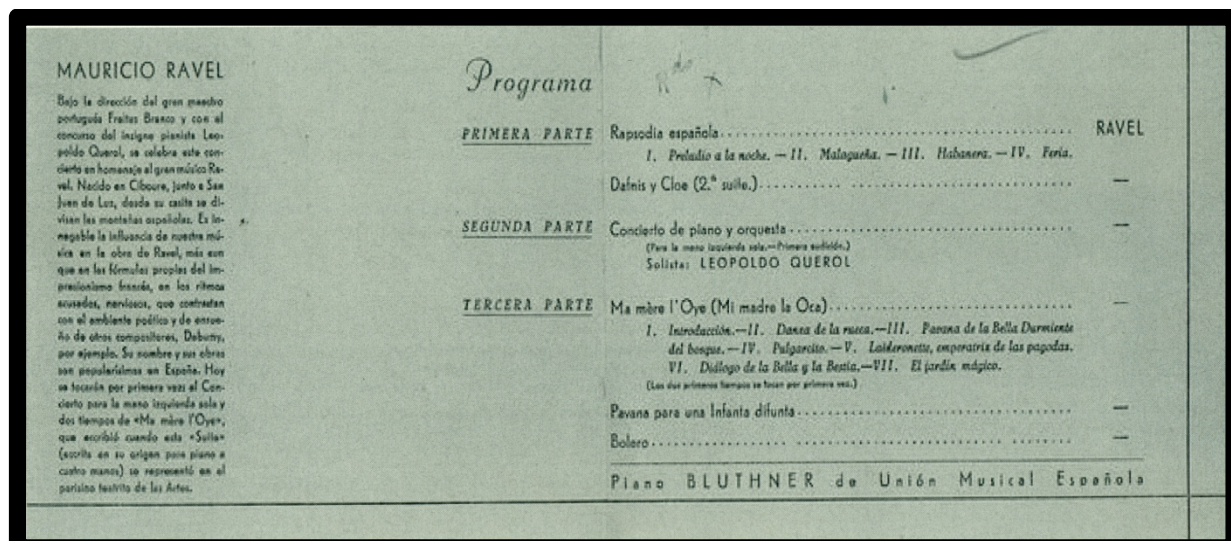 MAURICIO RAVEL
Bajo la dirección del gran maestro
portugués Freitas Branco y con el
concurso del insigne pianista Leo-
poldo Querol, se celebra este con-
cierto en homenaje al gran músico Ra-
vel. Nacido en Ciboure, junto a San
Juan de Luz, desde su casita se di-
visan las montañas españolas. Es in-
negable la influencia de nuestra mú-
sica en la obra de Ravel, más aun
que en las fórmulas propias del im-
presionismo francés, en los ritmos
acusados, nerviosos, que contrastan
con el ambiente poético y de ensue-
ño de otros compositores, Debussy,
por ejemplo. Su nombre y sus obras
son popularísimos en España. Hoy
se tocarán por primera vez: el Con-
cierto para la mano izquierda sola y
dos tiempos de «Ma mère l'Oye»,
que escribió cuando esta «Suite»
(escrita en su origen para piano a
cuatro manos) se representó en el
parisino teatrito de las Artes.
Programa
PRIMERA PARTE Rapsodia española RAVEL
I. Preludio a la noche. — II. Malagueña. — III. Habanera. — IV. Feria.
Dafnis y Cloe (2.ª suite.) —
SEGUNDA PARTE Concierto de piano y orquesta —
(Para la mano izquierda sola.—Primera audición.)
Solista: LEOPOLDO QUEROL
TERCERA PARTE Ma mère l'Oye (Mi madre la Oca) —
I. Introducción.—II. Danza de la rueca.—III. Pavana de la Bella Durmiente
del bosque.—IV. Pulgarcito.—V. Laideronette, emperatriz de las pagodas.
VI. Diálogo de la Bella y la Bestia.—VII. El jardín mágico.
(Los dos primeros tiempos se tocan por primera vez.)
Pavana para una Infanta difunta —
Bolero —
Piano BLUTHNER de Unión Musical Española